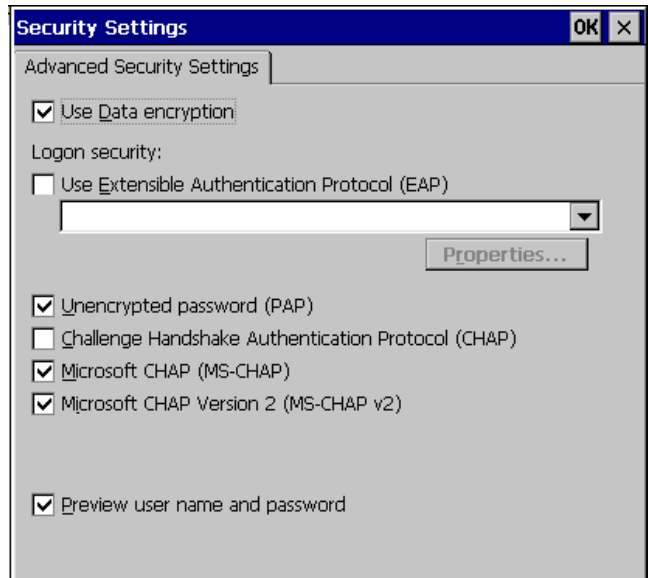 Security Settings OK ×
Advanced Security Settings
Use Data encryption
Logon security:
Use Extensible Authentication Protocol (EAP)
Properties...
Unencrypted password (PAP)
Challenge Handshake Authentication Protocol (CHAP)
Microsoft CHAP (MS-CHAP)
Microsoft CHAP Version 2 (MS-CHAP v2)
Preview user name and password